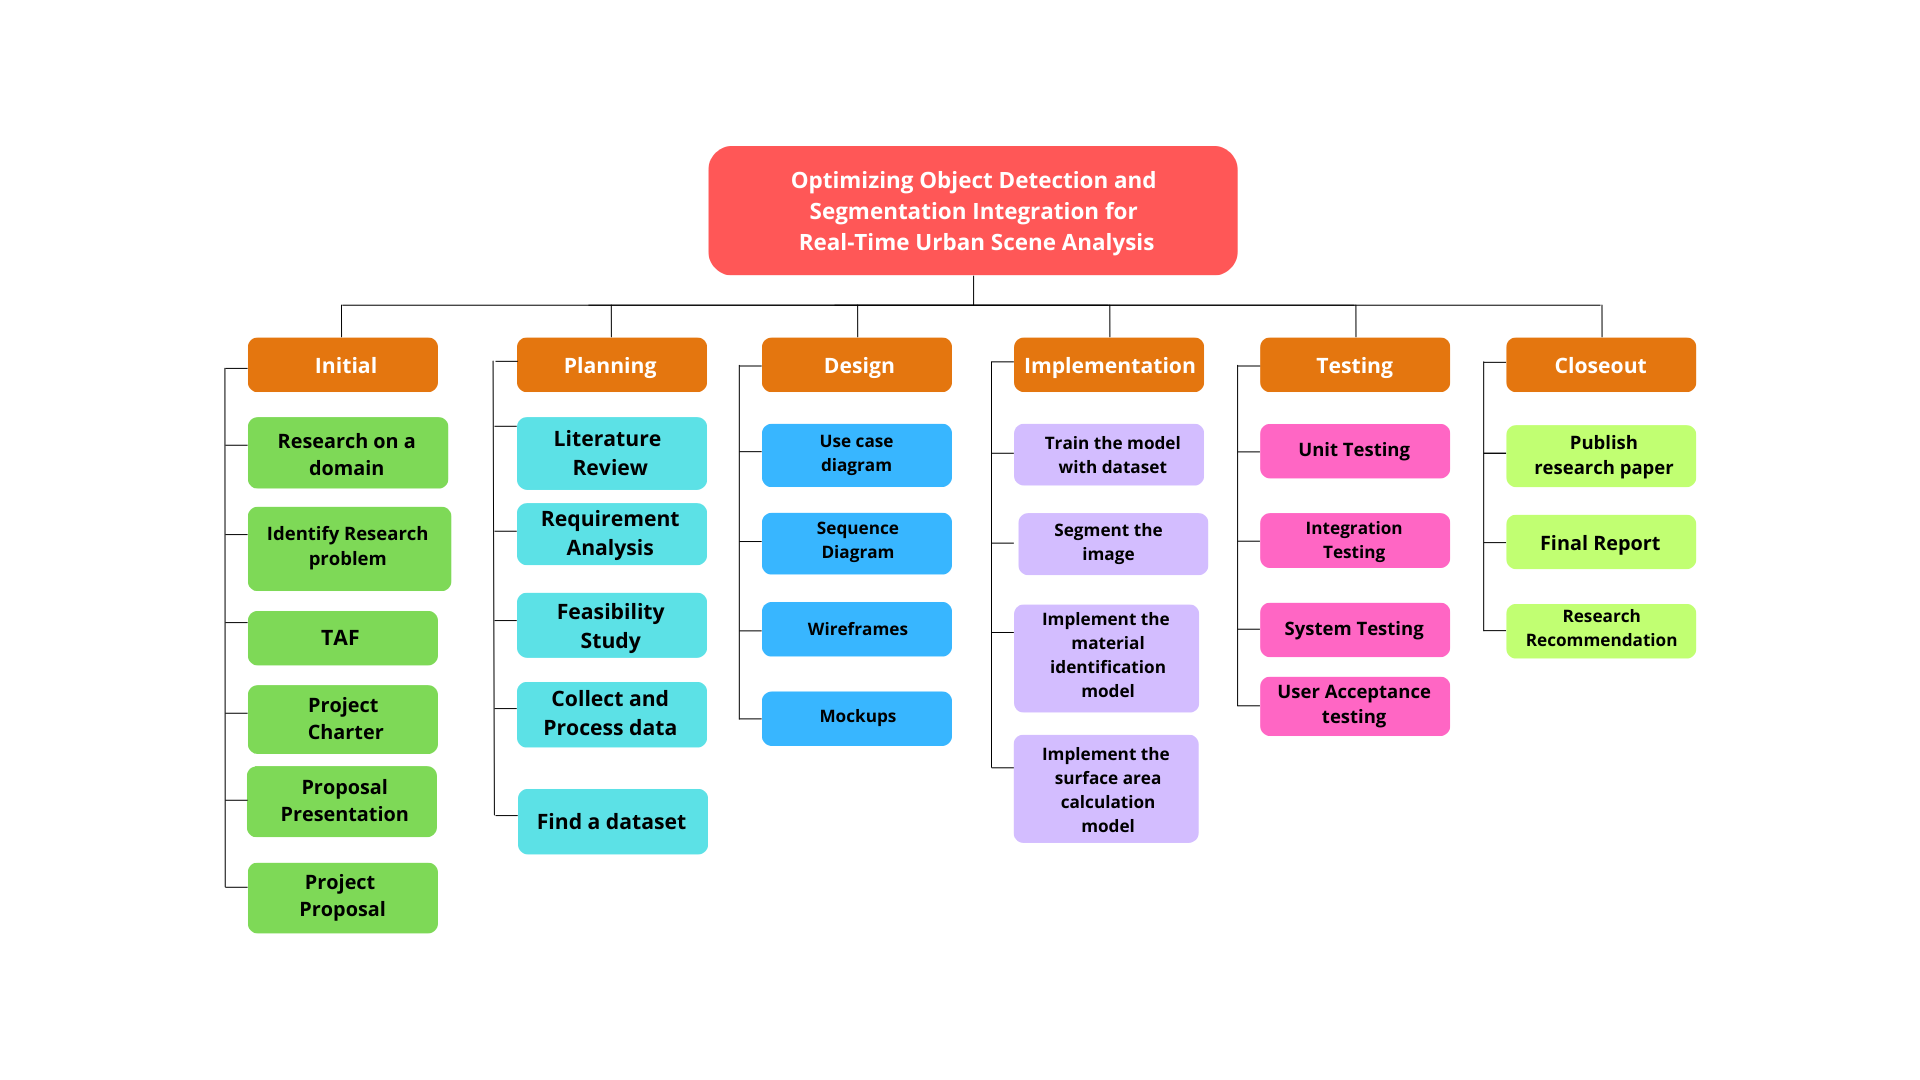 Optimizing Object Detection and
Segmentation Integration for
Real-Time Urban Scene Analysis
Initial
Research on a
domain
Identify Research
problem
TAF
Project
Charter
Proposal
Presentation
Project
Proposal
Planning
Literature
Review
Requirement
Analysis
Feasibility
Study
Collect and
Process data
Find a dataset
Design
Use case
diagram
Sequence
Diagram
Wireframes
Mockups
Implementation
Train the model
with dataset
Segment the
image
Implement the
material
identification
model
Implement the
surface area
calculation
model
Testing
Unit Testing
Integration
Testing
System Testing
User Acceptance
testing
Closeout
Publish
research paper
Final Report
Research
Recommendation